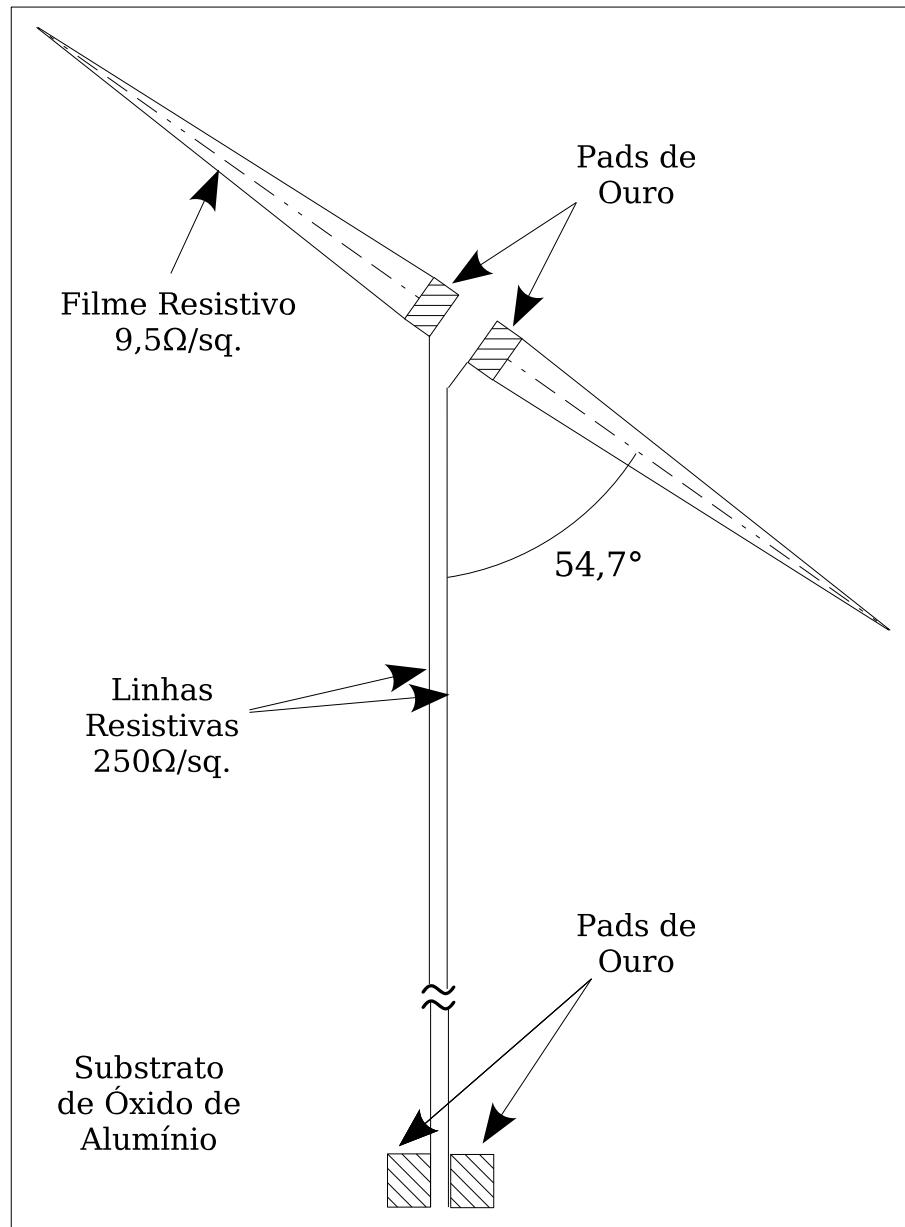 Pads de
Ouro
Filme Resistivo
9,5Ω/sq.
54,7°
Linhas
Resistivas
250Ω/sq.
Pads de
Ouro
Substrato
de Óxido de
Alumínio